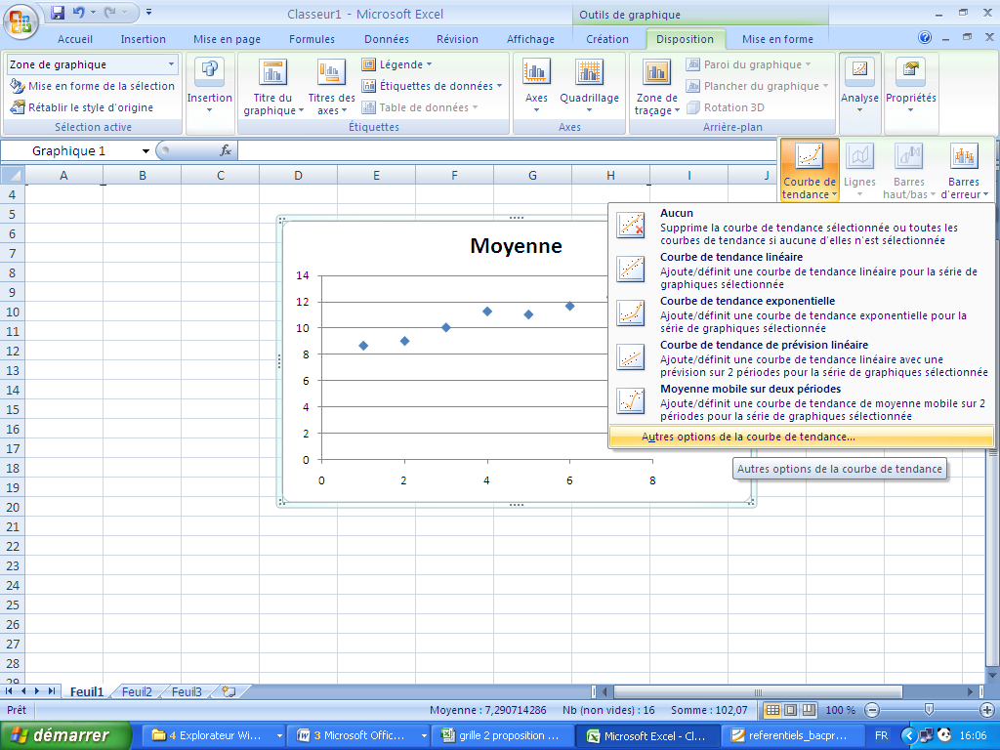 Classeur1 - Microsoft Excel
Outils de graphique
Accueil
Insertion
Mise en page
Formules
Données
Révision
Affichage
Création
Disposition
Mise en forme
Zone de graphique
Mise en forme de la sélection
Rétablir le style d'origine
Sélection active
Insertion
Titre du
graphique
Titres des
axes
Légende
Étiquettes de données
Table de données
Étiquettes
Axes
Quadrillage
Axes
Zone de
traçage
Paroi du graphique
Plancher du graphique
Rotation 3D
Arrière-plan
Analyse
Propriétés
Graphique 1
fx
Courbe de
tendance
Lignes
Barres
haut/bas
Barres
d'erreur
A B C D E F G H I J
4
5
6
7
8
9
10
11
12
13
14
15
16
17
18
19
20
21
22
23
24
25
26
27
28
29
Moyenne
14
12
10
8
6
4
2
0
0 2 4 6 8
Aucun
Supprime la courbe de tendance sélectionnée ou toutes les
courbes de tendance si aucune d'elles n'est sélectionnée
Courbe de tendance linéaire
Ajoute/définit une courbe de tendance linéaire pour la série de
graphiques sélectionnée
Courbe de tendance exponentielle
Ajoute/définit une courbe de tendance exponentielle pour la
série de graphiques sélectionnée
Courbe de tendance de prévision linéaire
Ajoute/définit une courbe de tendance linéaire avec une
prévision sur 2 périodes pour la série de graphiques sélectionnée
Moyenne mobile sur deux périodes
Ajoute/définit une courbe de tendance de moyenne mobile sur 2
périodes pour la série de graphiques sélectionnée
Autres options de la courbe de tendance...
Autres options de la courbe de tendance
Feuil1 Feuil2 Feuil3
Prêt
Moyenne : 7,290714286 Nb (non vides) : 16 Somme : 102,07
100 %
démarrer
4 Explorateur Wi...
3 Microsoft Offic...
grille 2 proposition ...
Microsoft Excel - Cl...
referentiels_bacpr...
FR
16:06